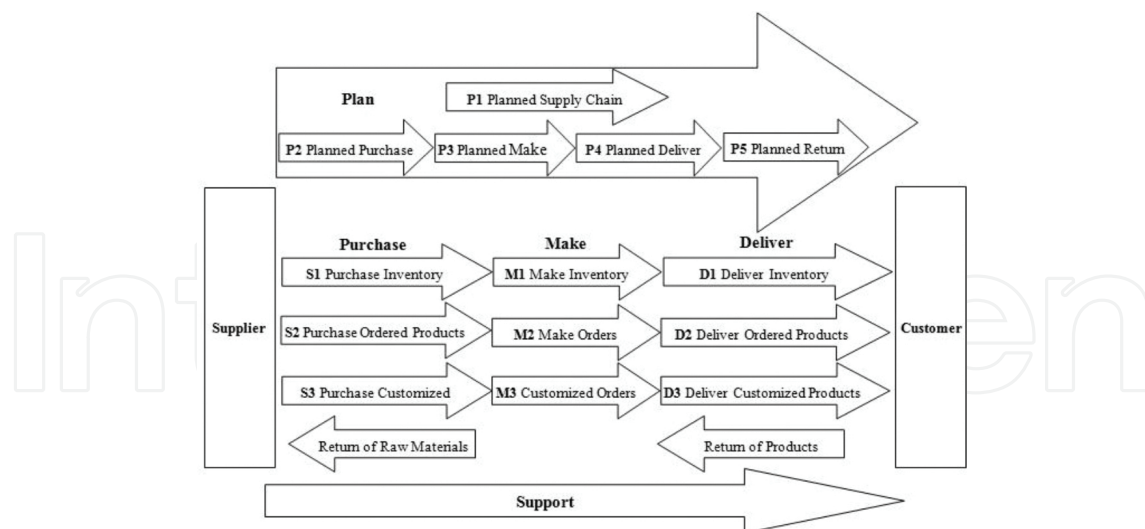 Plan
P1 Planned Supply Chain
P2 Planned Purchase
P3 Planned Make
P4 Planned Deliver
P5 Planned Return
Purchase
Make
Deliver
S1 Purchase Inventory
M1 Make Inventory
D1 Deliver Inventory
Supplier
S2 Purchase Ordered Products
M2 Make Orders
D2 Deliver Ordered Products
Customer
S3 Purchase Customized
M3 Customized Orders
D3 Deliver Customized Products
Return of Raw Materials
Return of Products
Support